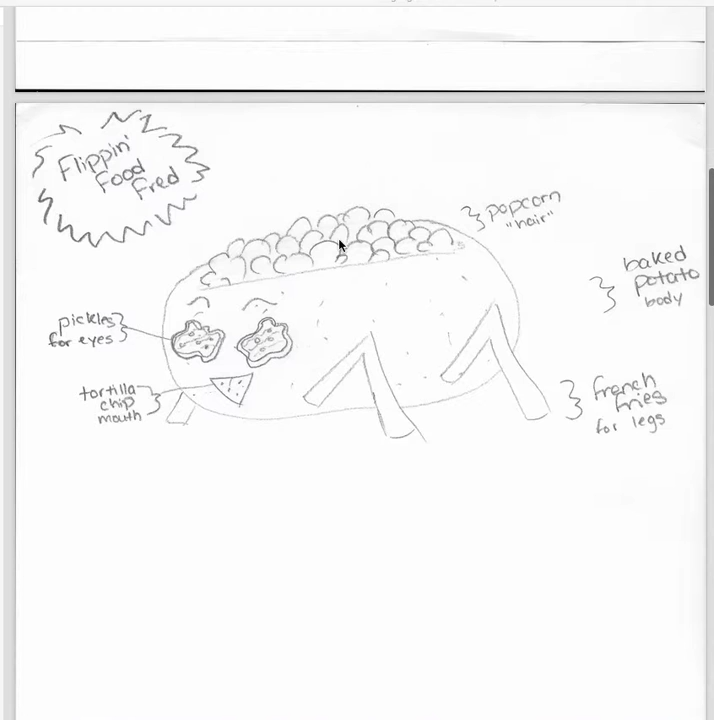 Flippin'
Food
Fred
popcorn
"hair"
baked
potato
body
pickles
for eyes
tortilla
chip
mouth
french
fries
for legs